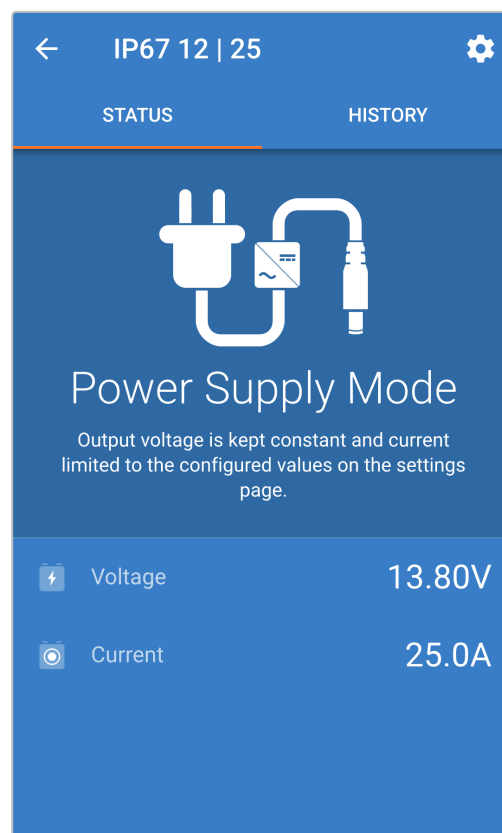 IP67 12 | 25
STATUS
HISTORY
Power Supply Mode
Output voltage is kept constant and current
limited to the configured values on the settings
page.
Voltage
13.80V
Current
25.0A